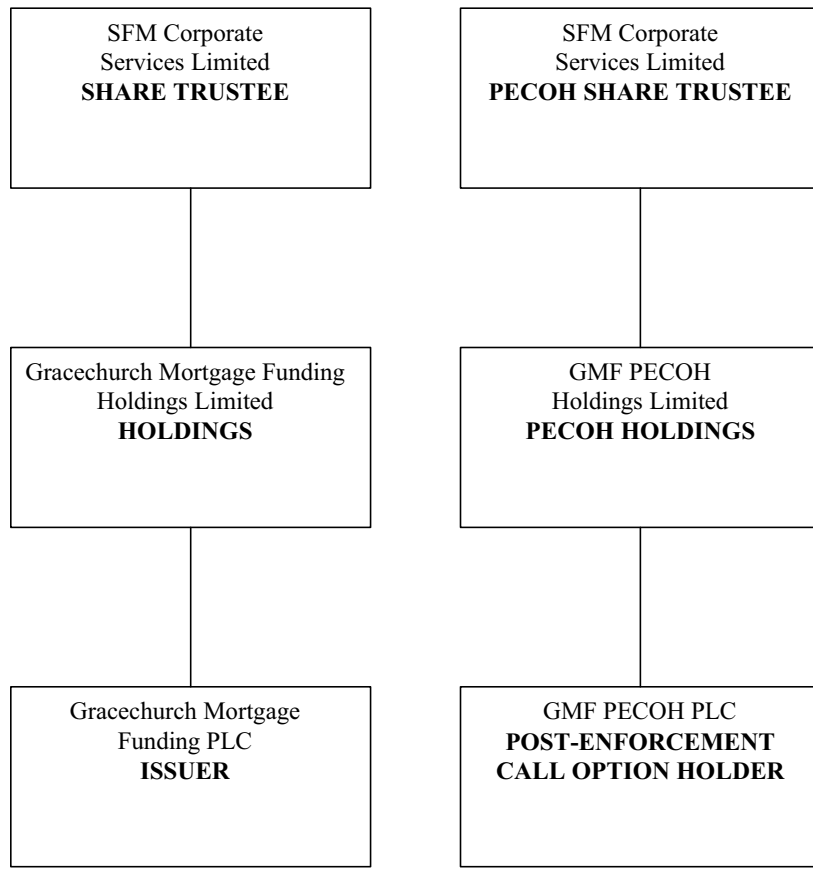 SFM Corporate
Services Limited
SHARE TRUSTEE
SFM Corporate
Services Limited
PECOH SHARE TRUSTEE
Gracechurch Mortgage Funding
Holdings Limited
HOLDINGS
GMF PECOH
Holdings Limited
PECOH HOLDINGS
Gracechurch Mortgage
Funding PLC
ISSUER
GMF PECOH PLC
POST-ENFORCEMENT
CALL OPTION HOLDER